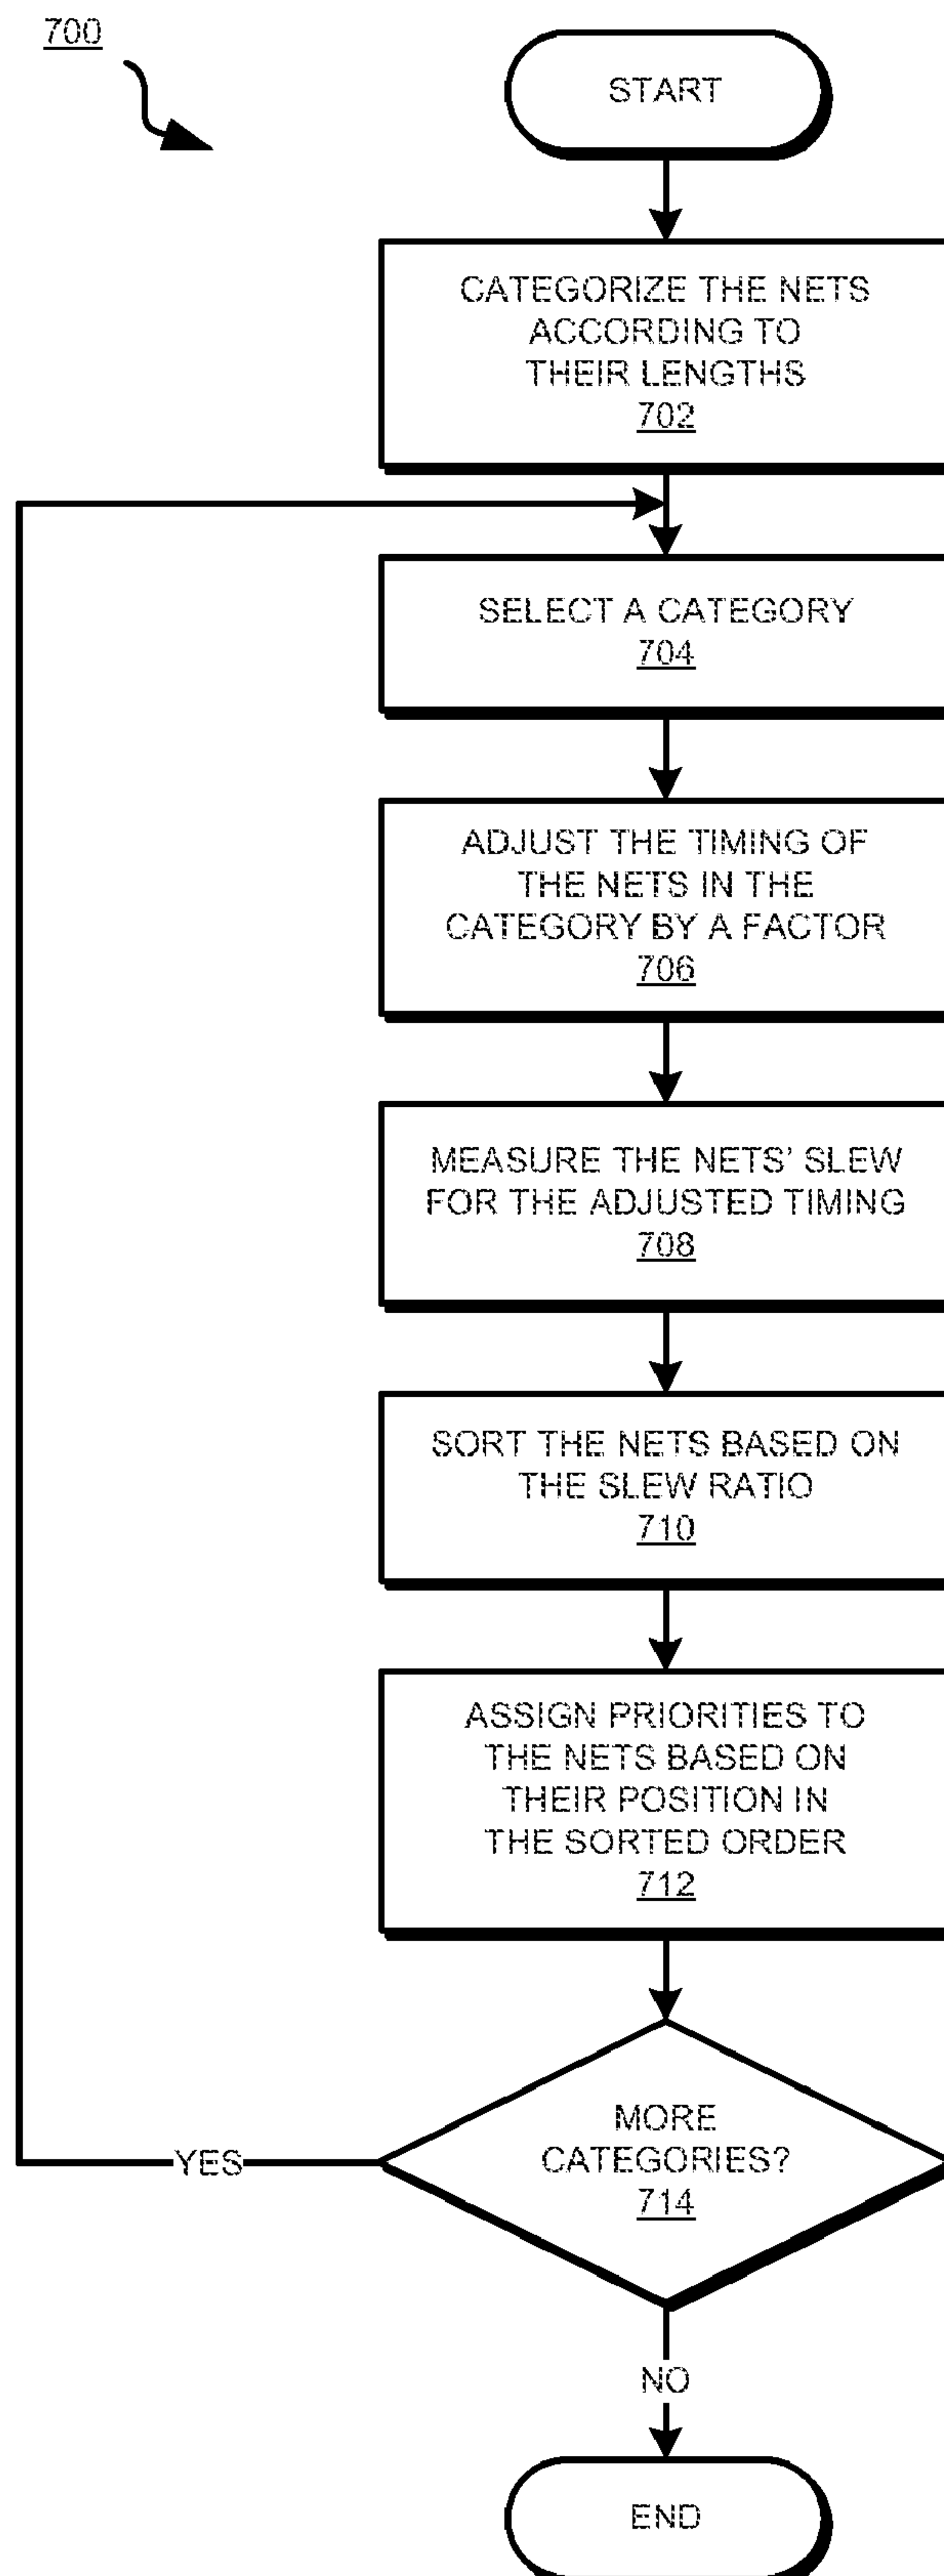 700
START
CATEGORIZE THE NETS
ACCORDING TO
THEIR LENGTHS
702
SELECT A CATEGORY
704
ADJUST THE TIMING OF
THE NETS IN THE
CATEGORY BY A FACTOR
706
MEASURE THE NETS' SLEW
FOR THE ADJUSTED TIMING
708
SORT THE NETS BASED ON
THE SLEW RATIO
710
ASSIGN PRIORITIES TO
THE NETS BASED ON
THEIR POSITION IN
THE SORTED ORDER
712
MORE
CATEGORIES?
714
YES
NO
END